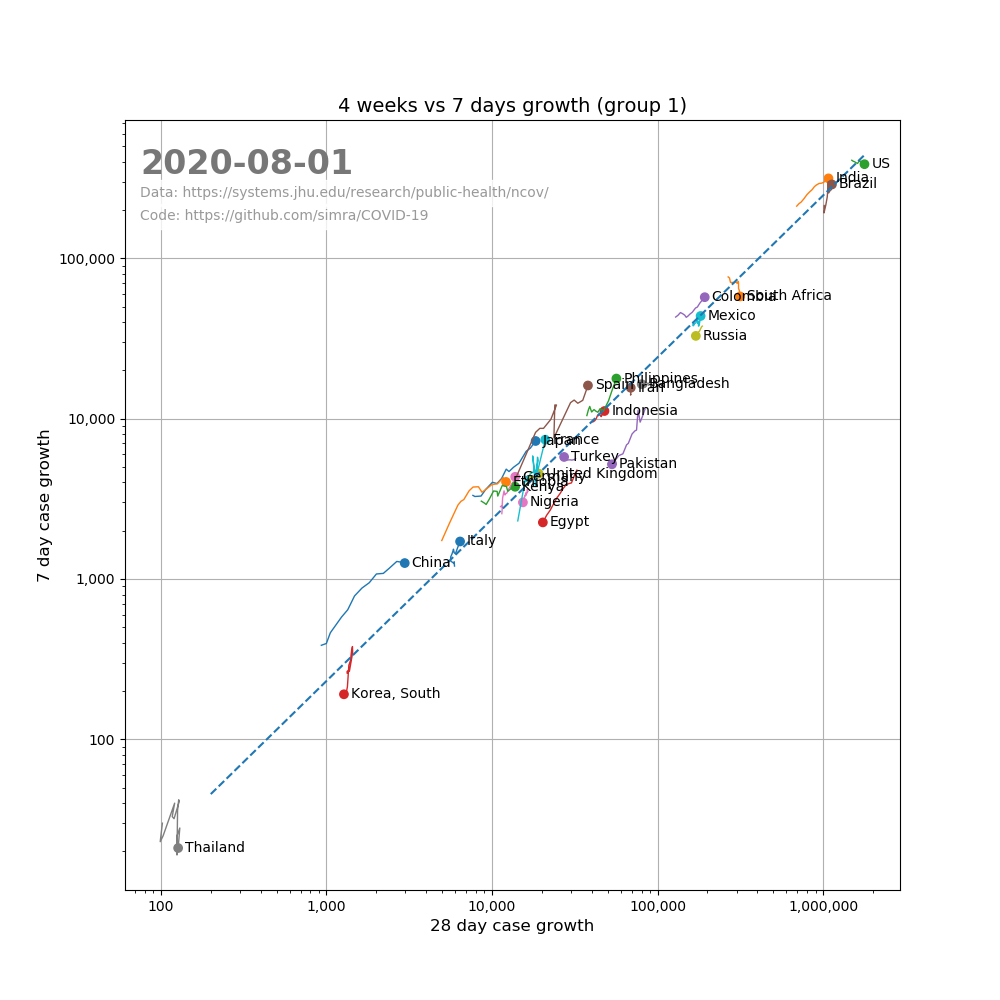 4 weeks vs 7 days growth (group 1)
2020-08-01
Data: https://systems.jhu.edu/research/public-health/ncov/
Code: https://github.com/simra/COVID-19
US
India
Brazil
100,000
Colombia
South Africa
Mexico
Russia
Philippines
Spain
Iran
Bangladesh
10,000
Indonesia
France
Japan
Turkey
Pakistan
United Kingdom
Germany
Ethiopia
Kenya
Nigeria
Egypt
Italy
China
1,000
Korea, South
100
Thailand
7 day case growth
100 1,000 10,000 100,000 1,000,000
28 day case growth